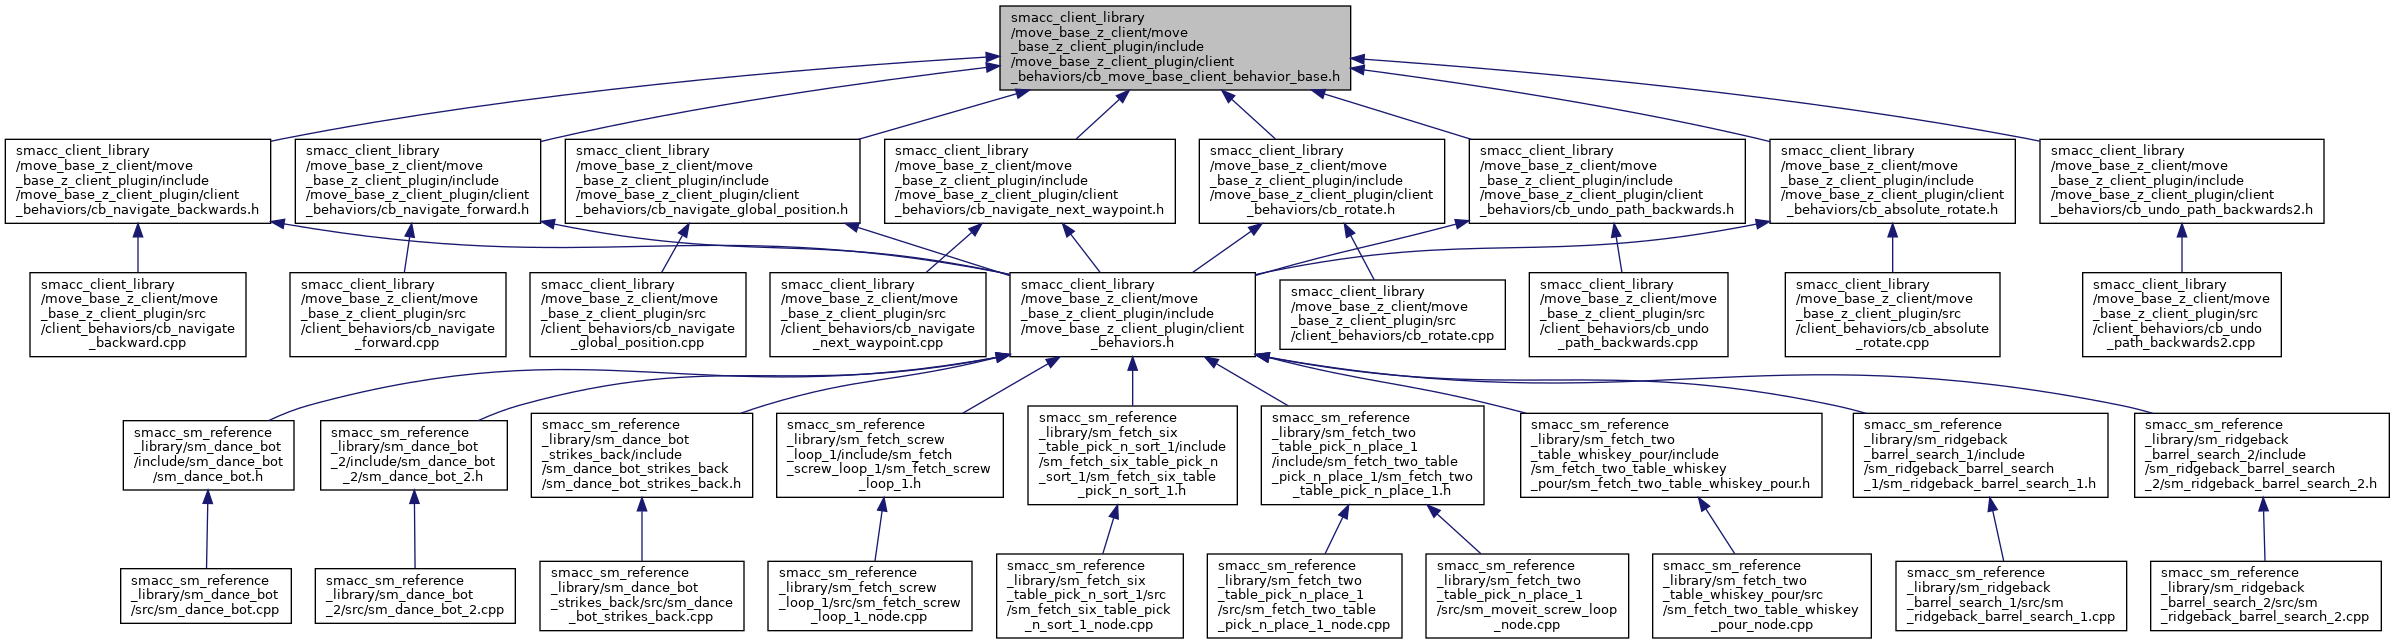 smacc_client_library
/move_base_z_client/move
_base_z_client_plugin/include
/move_base_z_client_plugin/client
_behaviors/cb_move_base_client_behavior_base.h
smacc_client_library
/move_base_z_client/move
_base_z_client_plugin/include
/move_base_z_client_plugin/client
_behaviors/cb_navigate_backwards.h
smacc_client_library
/move_base_z_client/move
_base_z_client_plugin/include
/move_base_z_client_plugin/client
_behaviors/cb_navigate_forward.h
smacc_client_library
/move_base_z_client/move
_base_z_client_plugin/include
/move_base_z_client_plugin/client
_behaviors/cb_navigate_global_position.h
smacc_client_library
/move_base_z_client/move
_base_z_client_plugin/include
/move_base_z_client_plugin/client
_behaviors/cb_navigate_next_waypoint.h
smacc_client_library
/move_base_z_client/move
_base_z_client_plugin/include
/move_base_z_client_plugin/client
_behaviors/cb_rotate.h
smacc_client_library
/move_base_z_client/move
_base_z_client_plugin/include
/move_base_z_client_plugin/client
_behaviors/cb_undo_path_backwards.h
smacc_client_library
/move_base_z_client/move
_base_z_client_plugin/include
/move_base_z_client_plugin/client
_behaviors/cb_absolute_rotate.h
smacc_client_library
/move_base_z_client/move
_base_z_client_plugin/include
/move_base_z_client_plugin/client
_behaviors/cb_undo_path_backwards2.h
smacc_client_library
/move_base_z_client/move
_base_z_client_plugin/src
/client_behaviors/cb_navigate
_backward.cpp
smacc_client_library
/move_base_z_client/move
_base_z_client_plugin/src
/client_behaviors/cb_navigate
_forward.cpp
smacc_client_library
/move_base_z_client/move
_base_z_client_plugin/src
/client_behaviors/cb_navigate
_global_position.cpp
smacc_client_library
/move_base_z_client/move
_base_z_client_plugin/src
/client_behaviors/cb_navigate
_next_waypoint.cpp
smacc_client_library
/move_base_z_client/move
_base_z_client_plugin/include
/move_base_z_client_plugin/client
_behaviors.h
smacc_client_library
/move_base_z_client/move
_base_z_client_plugin/src
/client_behaviors/cb_rotate.cpp
smacc_client_library
/move_base_z_client/move
_base_z_client_plugin/src
/client_behaviors/cb_undo
_path_backwards.cpp
smacc_client_library
/move_base_z_client/move
_base_z_client_plugin/src
/client_behaviors/cb_absolute
_rotate.cpp
smacc_client_library
/move_base_z_client/move
_base_z_client_plugin/src
/client_behaviors/cb_undo
_path_backwards2.cpp
smacc_sm_reference
_library/sm_dance_bot
/include/sm_dance_bot
/sm_dance_bot.h
smacc_sm_reference
_library/sm_dance_bot
_2/include/sm_dance_bot
_2/sm_dance_bot_2.h
smacc_sm_reference
_library/sm_dance_bot
_strikes_back/include
/sm_dance_bot_strikes_back
/sm_dance_bot_strikes_back.h
smacc_sm_reference
_library/sm_fetch_screw
_loop_1/include/sm_fetch
_screw_loop_1/sm_fetch_screw
_loop_1.h
smacc_sm_reference
_library/sm_fetch_six
_table_pick_n_sort_1/include
/sm_fetch_six_table_pick_n
_sort_1/sm_fetch_six_table
_pick_n_sort_1.h
smacc_sm_reference
_library/sm_fetch_two
_table_pick_n_place_1
/include/sm_fetch_two_table
_pick_n_place_1/sm_fetch_two
_table_pick_n_place_1.h
smacc_sm_reference
_library/sm_fetch_two
_table_whiskey_pour/include
/sm_fetch_two_table_whiskey
_pour/sm_fetch_two_table_whiskey_pour.h
smacc_sm_reference
_library/sm_ridgeback
_barrel_search_1/include
/sm_ridgeback_barrel_search
_1/sm_ridgeback_barrel_search_1.h
smacc_sm_reference
_library/sm_ridgeback
_barrel_search_2/include
/sm_ridgeback_barrel_search
_2/sm_ridgeback_barrel_search_2.h
smacc_sm_reference
_library/sm_dance_bot
/src/sm_dance_bot.cpp
smacc_sm_reference
_library/sm_dance_bot
_2/src/sm_dance_bot_2.cpp
smacc_sm_reference
_library/sm_dance_bot
_strikes_back/src/sm_dance
_bot_strikes_back.cpp
smacc_sm_reference
_library/sm_fetch_screw
_loop_1/src/sm_fetch_screw
_loop_1_node.cpp
smacc_sm_reference
_library/sm_fetch_six
_table_pick_n_sort_1/src
/sm_fetch_six_table_pick
_n_sort_1_node.cpp
smacc_sm_reference
_library/sm_fetch_two
_table_pick_n_place_1
/src/sm_fetch_two_table
_pick_n_place_1_node.cpp
smacc_sm_reference
_library/sm_fetch_two
_table_pick_n_place_1
/src/sm_moveit_screw_loop
_node.cpp
smacc_sm_reference
_library/sm_fetch_two
_table_whiskey_pour/src
/sm_fetch_two_table_whiskey
_pour_node.cpp
smacc_sm_reference
_library/sm_ridgeback
_barrel_search_1/src/sm
_ridgeback_barrel_search_1.cpp
smacc_sm_reference
_library/sm_ridgeback
_barrel_search_2/src/sm
_ridgeback_barrel_search_2.cpp